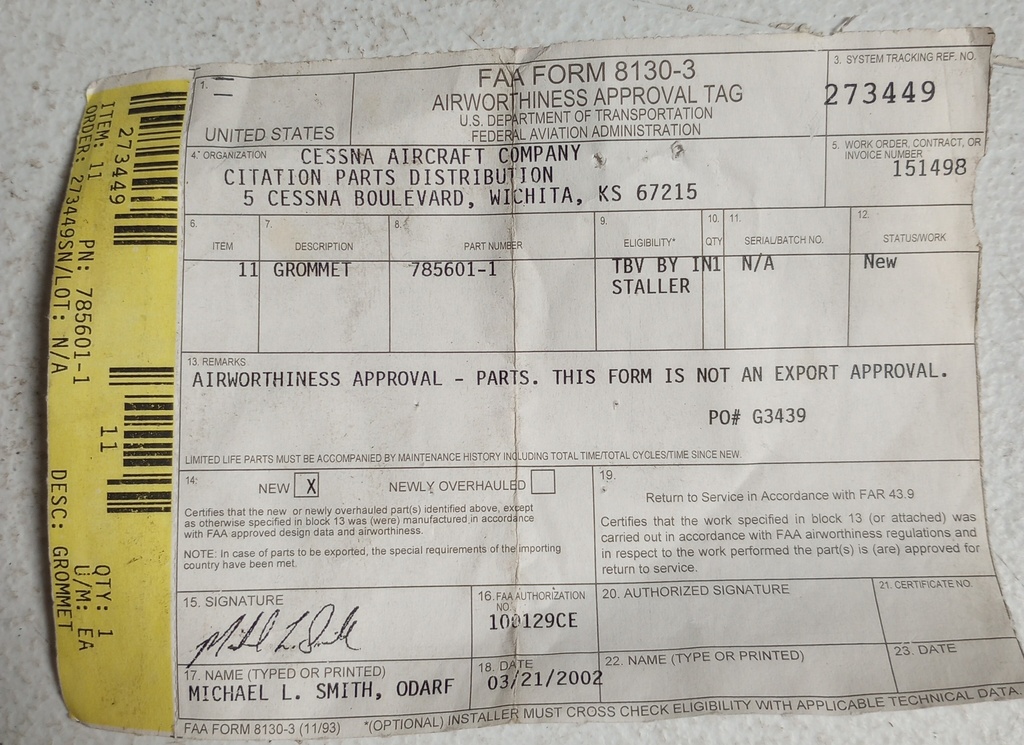 ITEM: 11 PN: 785601-1 QTY: 1
ORDER: 273449SN/LOT: N/A U/M: EA
DESC: GROMMET
273449
11
1.
UNITED STATES
FAA FORM 8130-3
AIRWORTHINESS APPROVAL TAG
U.S. DEPARTMENT OF TRANSPORTATION
FEDERAL AVIATION ADMINISTRATION
3. SYSTEM TRACKING REF. NO.
273449
4. ORGANIZATION CESSNA AIRCRAFT COMPANY
CITATION PARTS DISTRIBUTION
5 CESSNA BOULEVARD, WICHITA, KS 67215
5. WORK ORDER, CONTRACT, OR
INVOICE NUMBER
151498
6. ITEM 7. DESCRIPTION 8. PART NUMBER 9. ELIGIBILITY* 10. QTY 11. SERIAL/BATCH NO. 12. STATUS/WORK
11 GROMMET 785601-1 TBV BY IN1 N/A New
STALLER
13. REMARKS
AIRWORTHINESS APPROVAL - PARTS. THIS FORM IS NOT AN EXPORT APPROVAL.
PO# G3439
LIMITED LIFE PARTS MUST BE ACCOMPANIED BY MAINTENANCE HISTORY INCLUDING TOTAL TIME/TOTAL CYCLES/TIME SINCE NEW.
14.
NEW X NEWLY OVERHAULED
Certifies that the new or newly overhauled part(s) identified above, except
as otherwise specified in block 13 was (were) manufactured in accordance
with FAA approved design data and airworthiness.
NOTE: In case of parts to be exported, the special requirements of the importing
country have been met.
19.
Return to Service in Accordance with FAR 43.9
Certifies that the work specified in block 13 (or attached) was
carried out in accordance with FAA airworthiness regulations and
in respect to the work performed the part(s) is (are) approved for
return to service.
15. SIGNATURE
Michael L. Smith
16. FAA AUTHORIZATION
NO.
100129CE
20. AUTHORIZED SIGNATURE
21. CERTIFICATE NO.
17. NAME (TYPED OR PRINTED)
MICHAEL L. SMITH, ODARF
18. DATE
03/21/2002
22. NAME (TYPE OR PRINTED)
23. DATE
FAA FORM 8130-3 (11/93) *(OPTIONAL) INSTALLER MUST CROSS CHECK ELIGIBILITY WITH APPLICABLE TECHNICAL DATA.